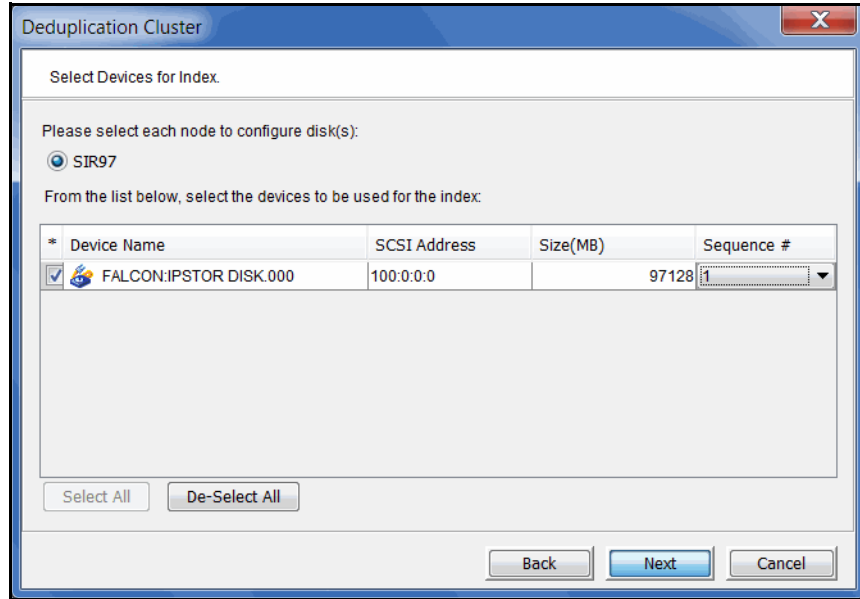 Deduplication Cluster
X
Select Devices for Index.
Please select each node to configure disk(s):
SIR97
From the list below, select the devices to be used for the index:
* Device Name SCSI Address Size(MB) Sequence #
FALCON:IPSTOR DISK.000 100:0:0:0 97128 1
Select All De-Select All
Back Next Cancel